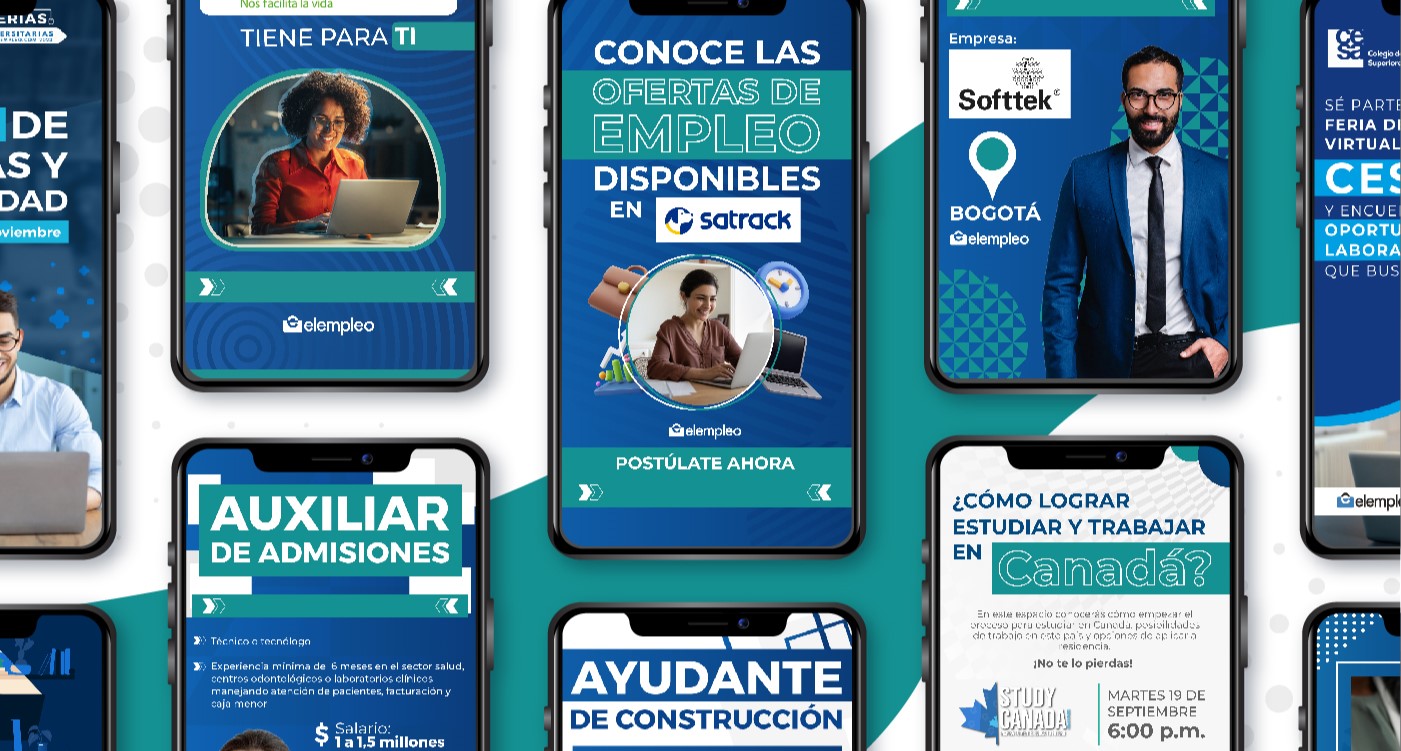 ERIAS
ERSITARIAS
DE
AS Y
DAD
oviembre
Nos facilita la vida
TIENE PARA TI
elempleo
AUXILIAR
DE ADMISIONES
Técnico o tecnólogo
Experiencia mínima de 6 meses en el sector salud,
centros odontológicos o laboratorios clínicos
manejando atención de pacientes, facturación y
caja menor
$ Salario:
1 a 1,5 millones
CONOCE LAS
OFERTAS DE
EMPLEO
DISPONIBLES
EN satrack
elempleo
POSTÚLATE AHORA
AYUDANTE
DE CONSTRUCCIÓN
Empresa:
Softtek®
BOGOTÁ
elempleo
¿CÓMO LOGRAR
ESTUDIAR Y TRABAJAR
EN Canadá?
En este espacio conocerás cómo empezar el
proceso para estudiar en Canada, posibilidades
de trabajo en este país y opciones de aplicar a
residencia.
¡No te lo pierdas!
STUDY
CANADA
MARTES 19 DE
SEPTIEMBRE
6:00 p.m.
cesa
Colegio de
Superiore
SÉ PARTE
FERIA DI
VIRTUAL
CES
Y ENCUE
OPORTU
LABORA
QUE BUS
elemple